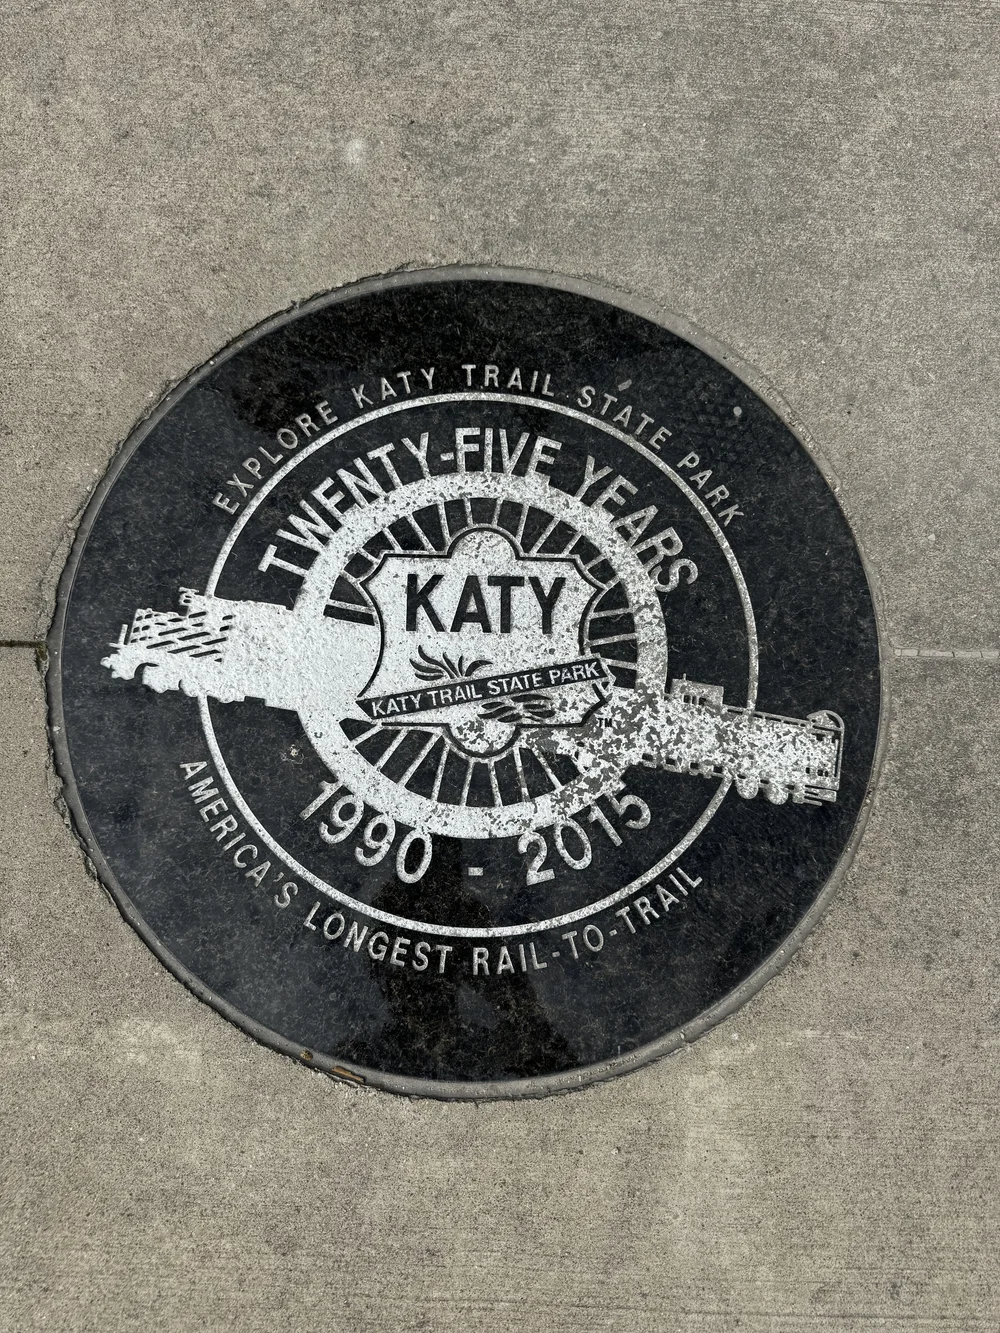 EXPLORE KATY TRAIL STATE PARK
TWENTY-FIVE YEARS
KATY
KATY TRAIL STATE PARK
TM
1990 - 2015
AMERICA'S LONGEST RAIL-TO-TRAIL